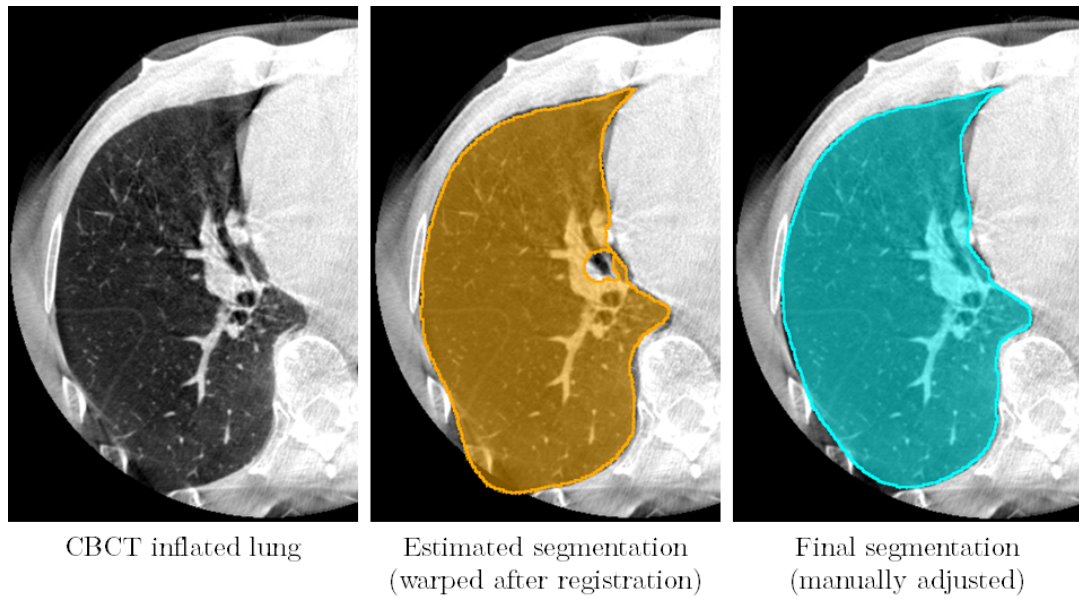 CBCT inflated lung
Estimated segmentation
(warped after registration)
Final segmentation
(manually adjusted)